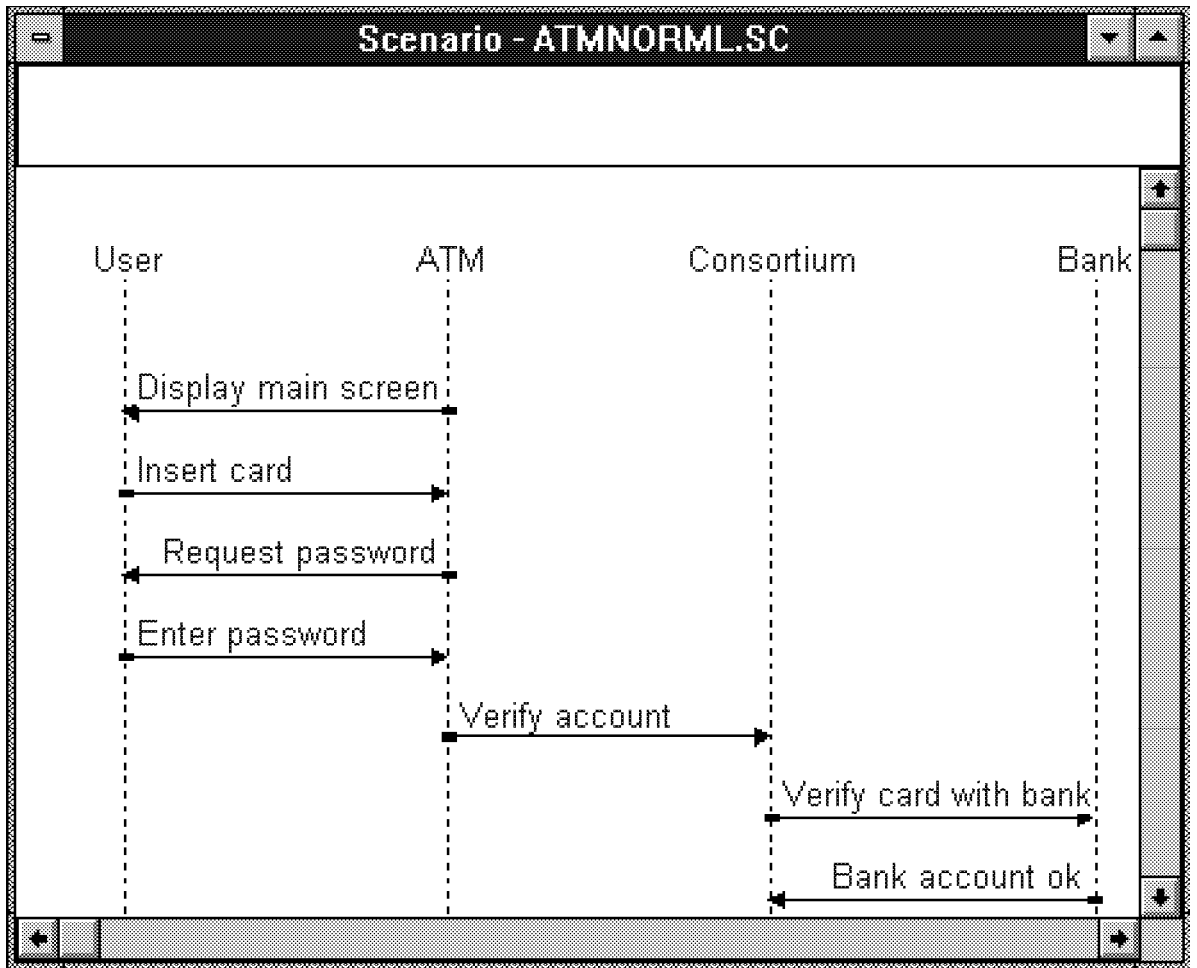 Scenario - ATMNORML.SC
User ATM Consortium Bank
Display main screen
Insert card
Request password
Enter password
Verify account
Verify card with bank
Bank account ok